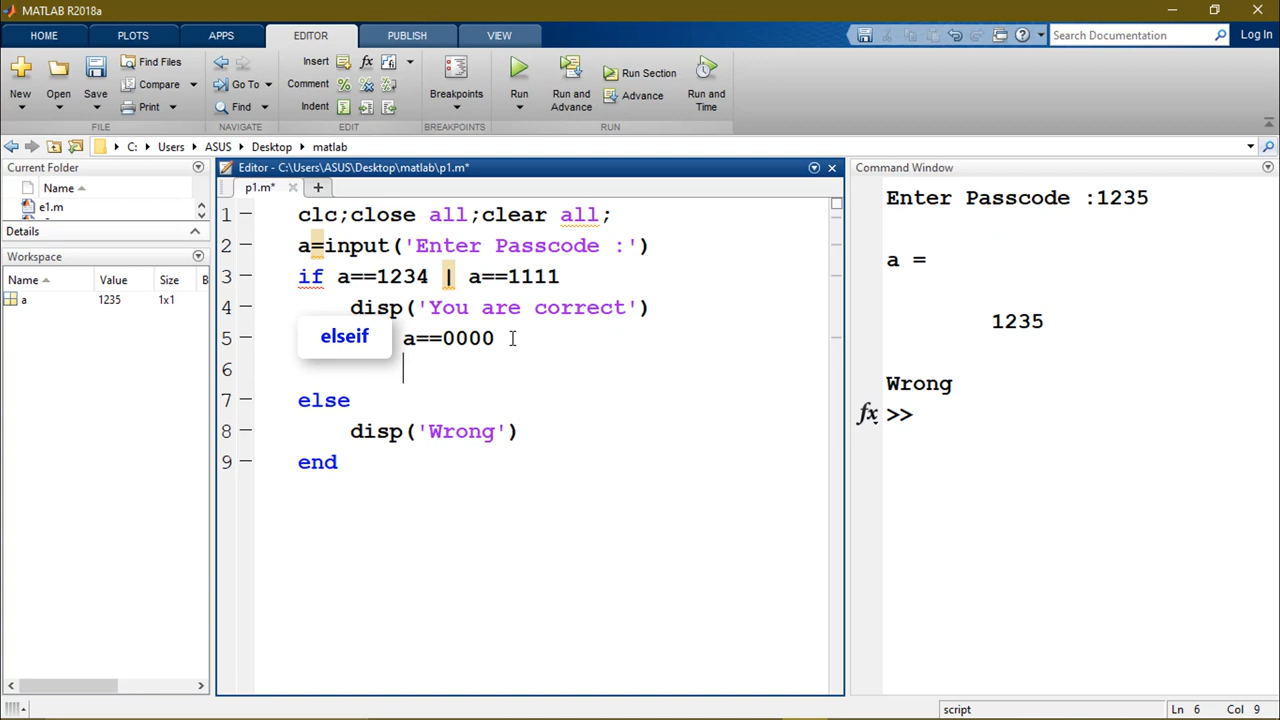 MATLAB R2018a
HOME PLOTS APPS EDITOR PUBLISH VIEW Search Documentation Log In
New Open Save Find Files Compare Print Go To Find Insert Comment Indent fx Breakpoints Run Run and Advance Run Section Advance Run and Time
FILE NAVIGATE EDIT BREAKPOINTS RUN
C: Users ASUS Desktop matlab
Current Folder
Name
e1.m
Details
Workspace
Name Value Size B
a 1235 1x1
Editor - C:\Users\ASUS\Desktop\matlab\p1.m*
p1.m*
1 clc;close all;clear all;
2 a=input('Enter Passcode :')
3 if a==1234 | a==1111
4 disp('You are correct')
5 elseif a==0000
6
7 else
8 disp('Wrong')
9 end
Command Window
Enter Passcode :1235
a =
1235
Wrong
fx >>
script Ln 6 Col 9